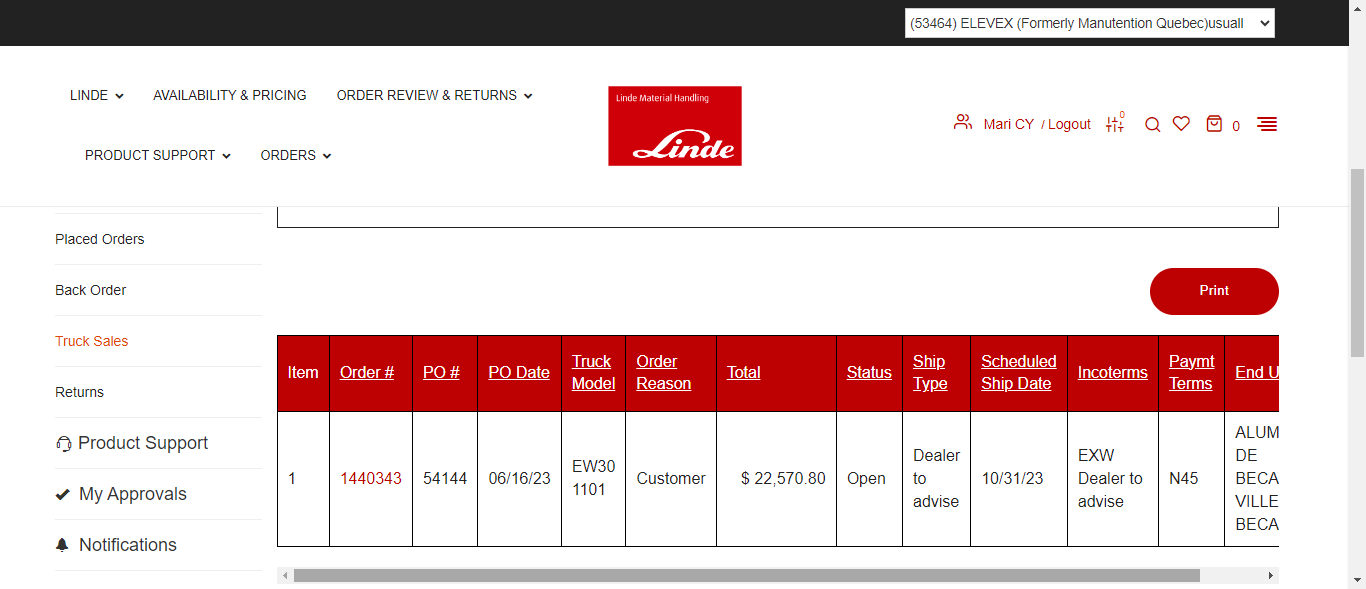 (53464) ELEVEX (Formerly Manutention Quebec)usuall
LINDE
AVAILABILITY & PRICING
ORDER REVIEW & RETURNS
PRODUCT SUPPORT
ORDERS
Linde Material Handling
Linde
Mari CY / Logout
0
0
Placed Orders
Back Order
Truck Sales
Returns
Product Support
My Approvals
Notifications
Print
Item
Order #
PO #
PO Date
Truck
Model
Order
Reason
Total
Status
Ship
Type
Scheduled
Ship Date
Incoterms
Paymt
Terms
End U
1
1440343
54144
06/16/23
EW30
1101
Customer
$ 22,570.80
Open
Dealer
to
advise
10/31/23
EXW
Dealer to
advise
N45
ALUM
DE
BECA
VILLE
BECA